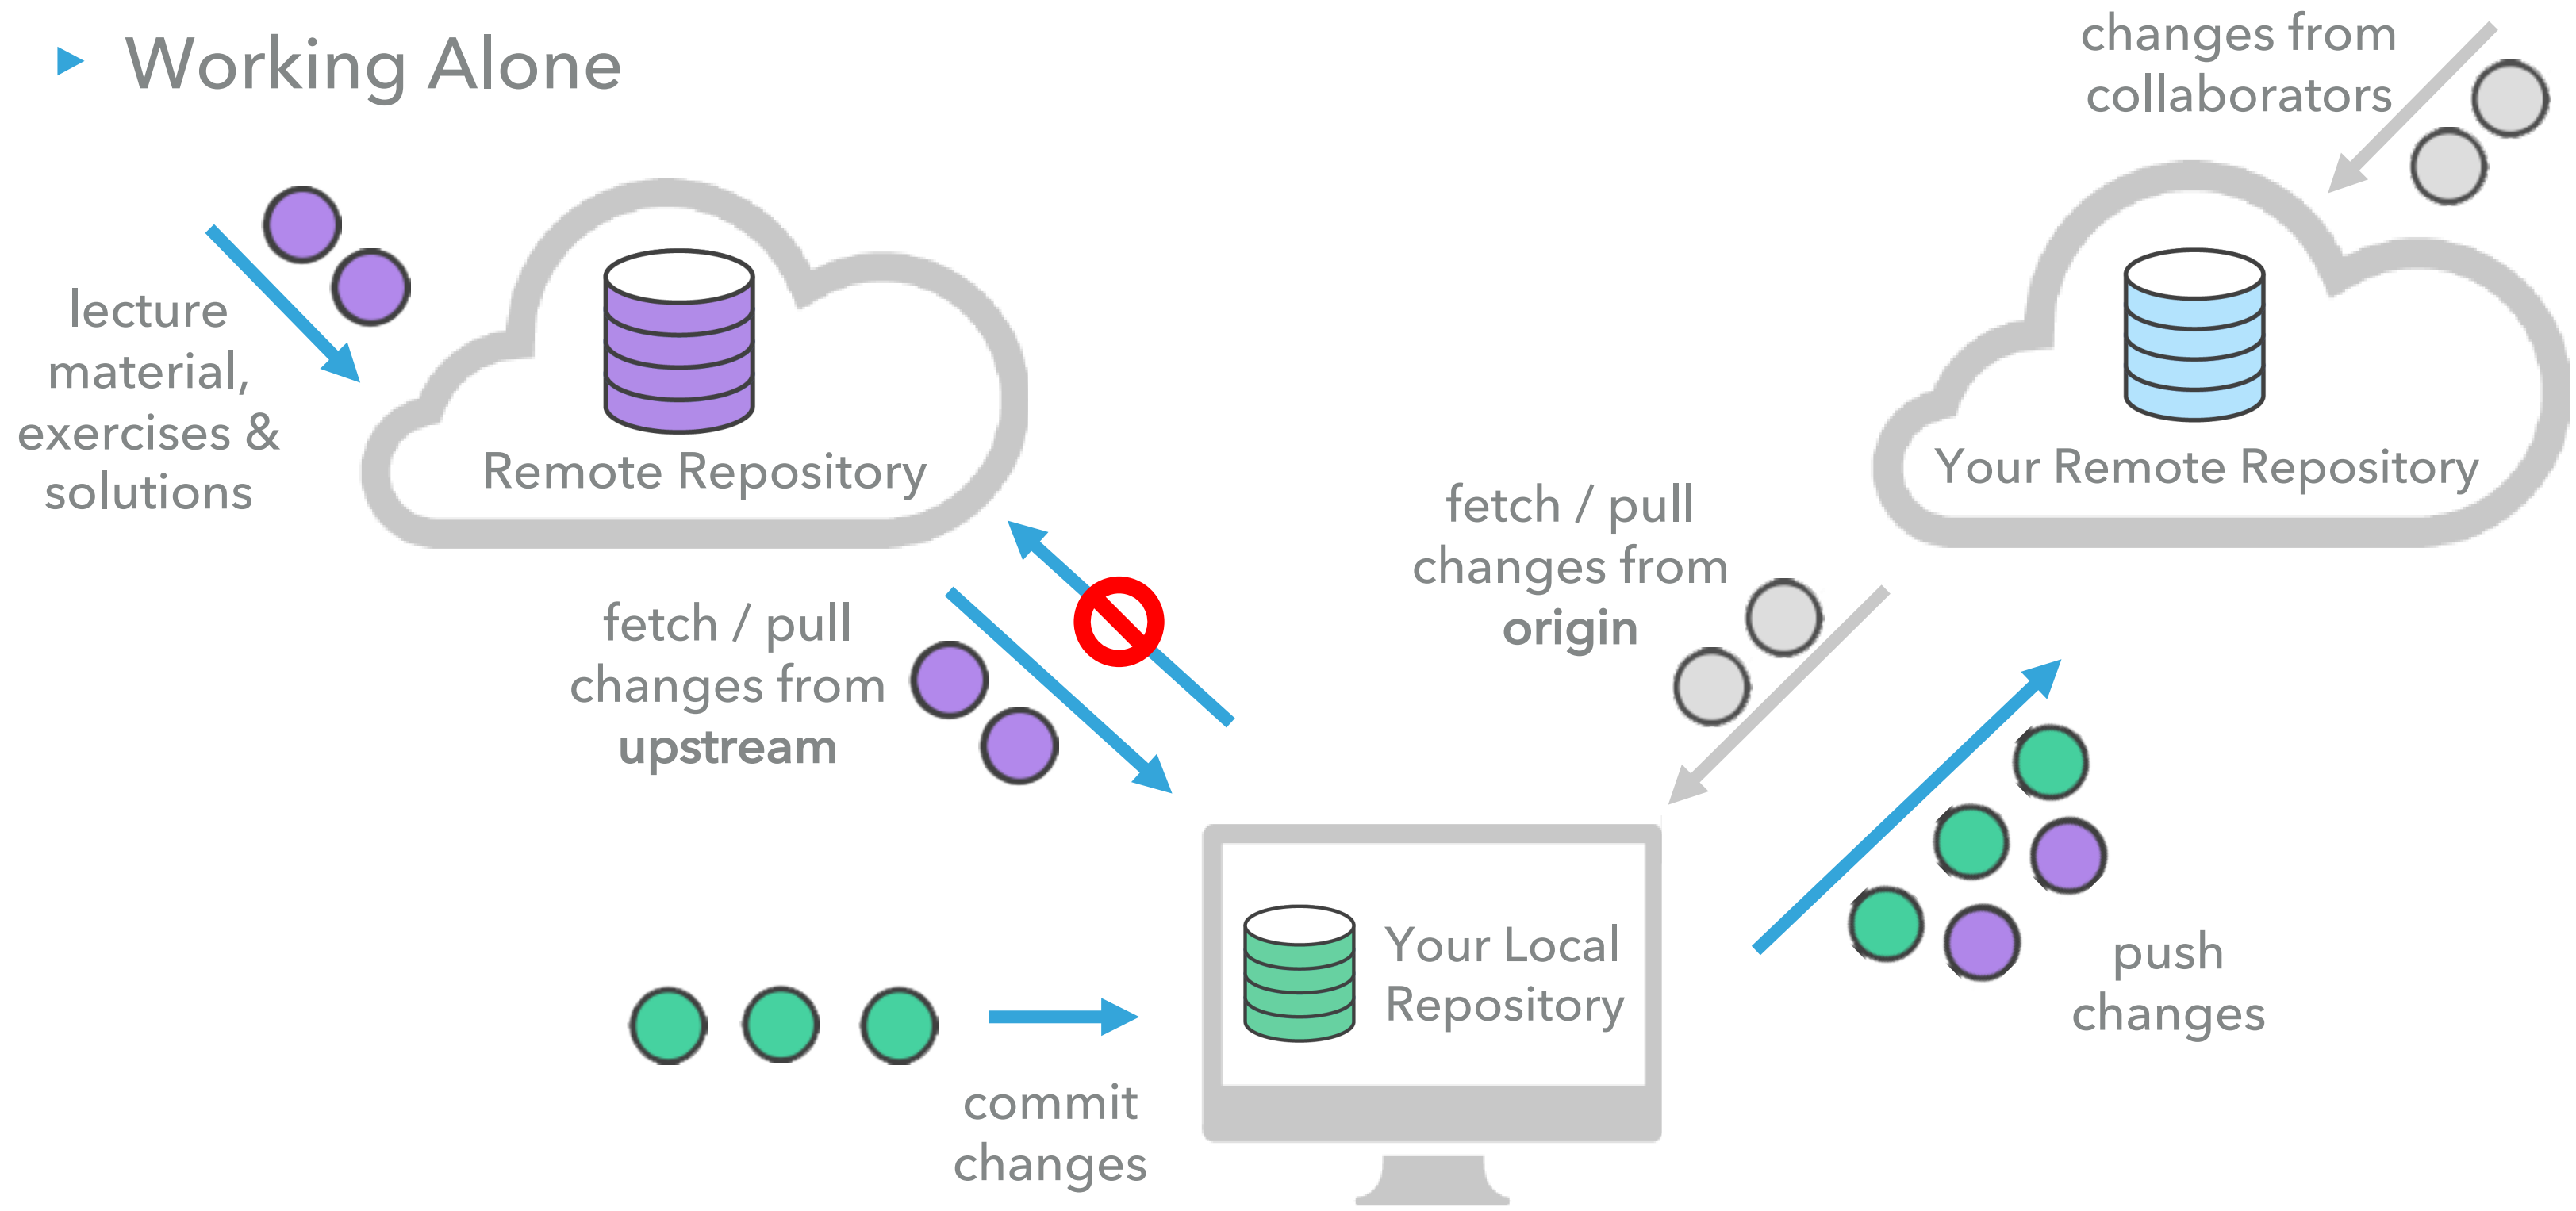 Working Alone
changes from
collaborators
lecture
material,
exercises &
solutions
Remote Repository
Your Remote Repository
fetch / pull
changes from
origin
fetch / pull
changes from
upstream
Your Local
Repository
push
changes
commit
changes